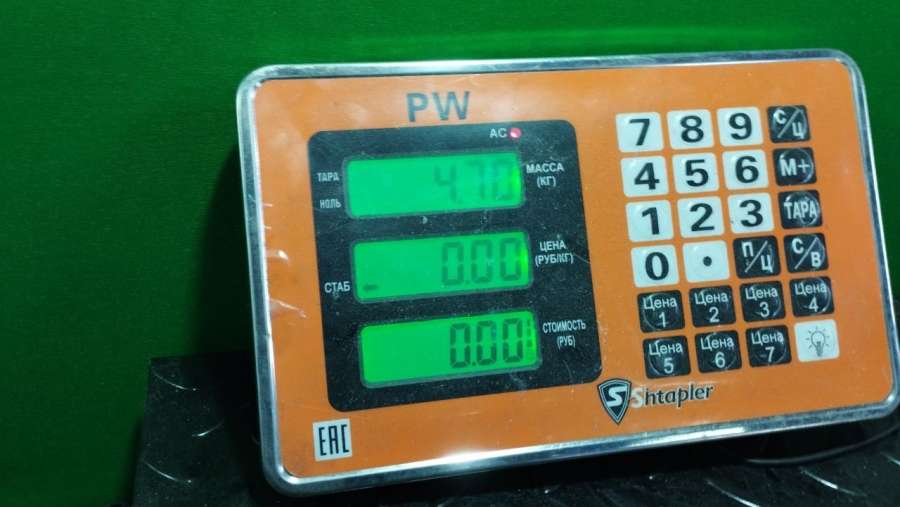 PW
AC
ТАРА
НОЛЬ
4.70
МАССА
(КГ)
СТАБ
0.00
ЦЕНА
(РУБ/КГ)
0.00
СТОИМОСТЬ
(РУБ)
7 8 9 С/Ц
4 5 6 М+
1 2 3 ТАРА
0 . П/Ц С/В
Цена 1 Цена 2 Цена 3 Цена 4
Цена 5 Цена 6 Цена 7
S Shtapler
EAC